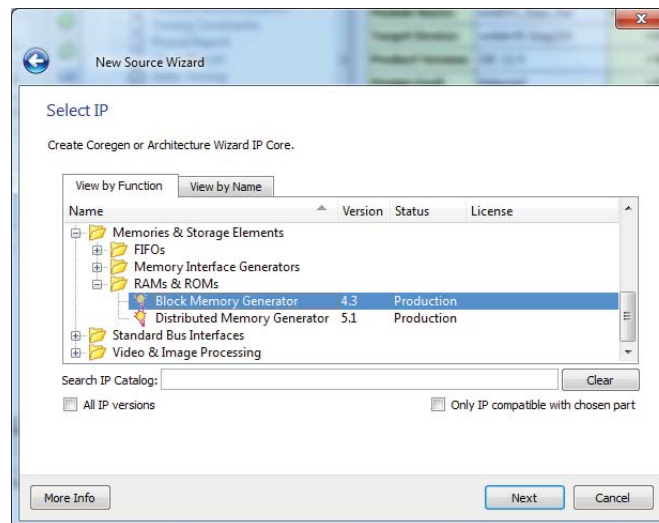 New Source Wizard
Select IP
Create Coregen or Architecture Wizard IP Core.
View by Function View by Name
Name Version Status License
Memories & Storage Elements
FIFOs
Memory Interface Generators
RAMs & ROMs
Block Memory Generator 4.3 Production
Distributed Memory Generator 5.1 Production
Standard Bus Interfaces
Video & Image Processing
Search IP Catalog: Clear
All IP versions Only IP compatible with chosen part
More Info Next Cancel